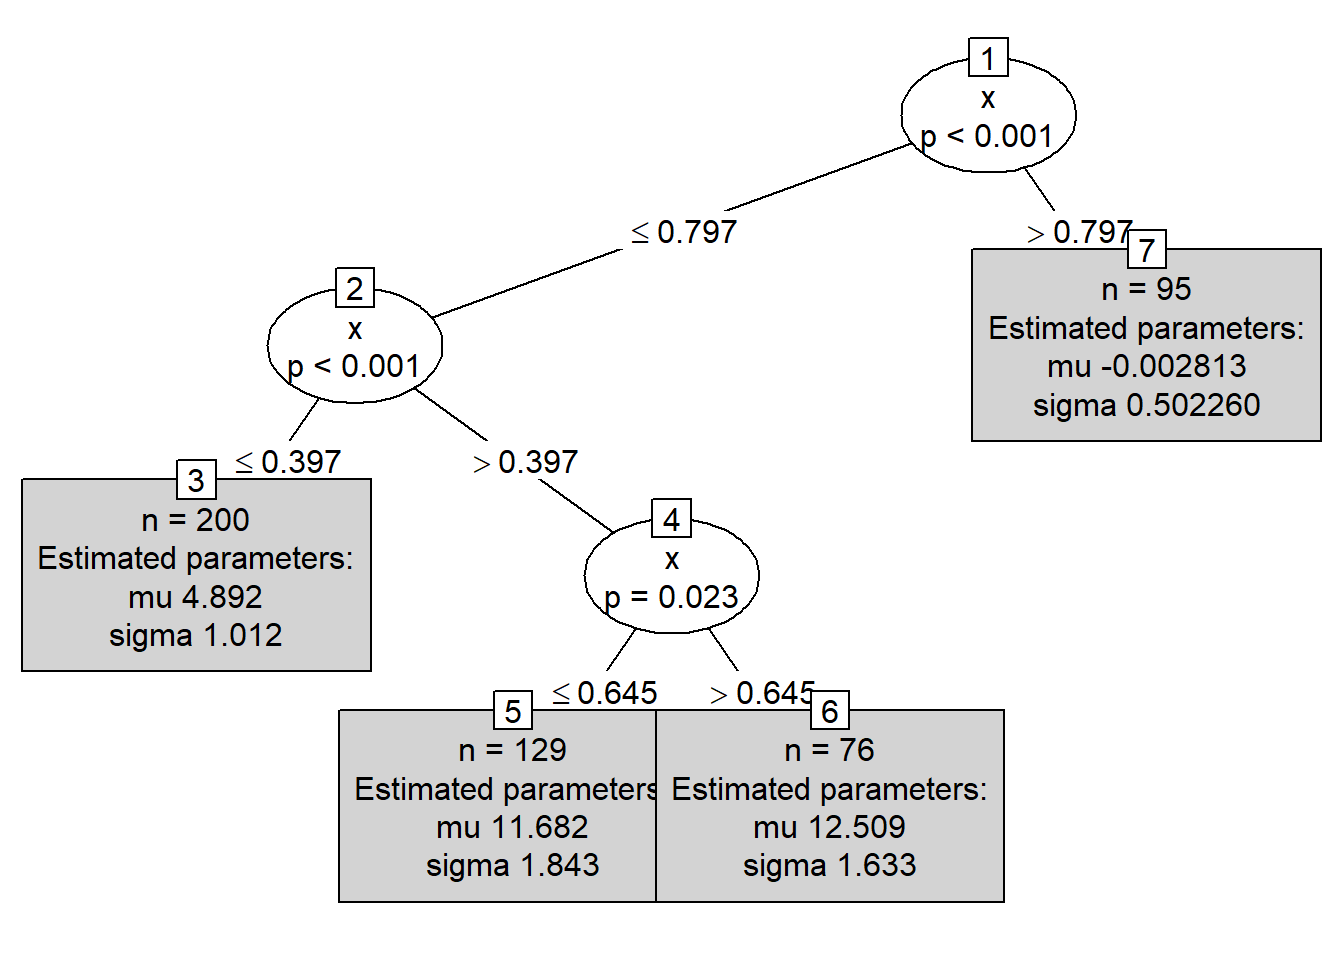 1
x
p < 0.001
≤ 0.797
> 0.797
2
x
p < 0.001
7
n = 95
Estimated parameters:
mu -0.002813
sigma 0.502260
≤ 0.397
> 0.397
3
n = 200
Estimated parameters:
mu 4.892
sigma 1.012
4
x
p = 0.023
≤ 0.645
> 0.645
5
n = 129
Estimated parameters
mu 11.682
sigma 1.843
6
n = 76
Estimated parameters:
mu 12.509
sigma 1.633